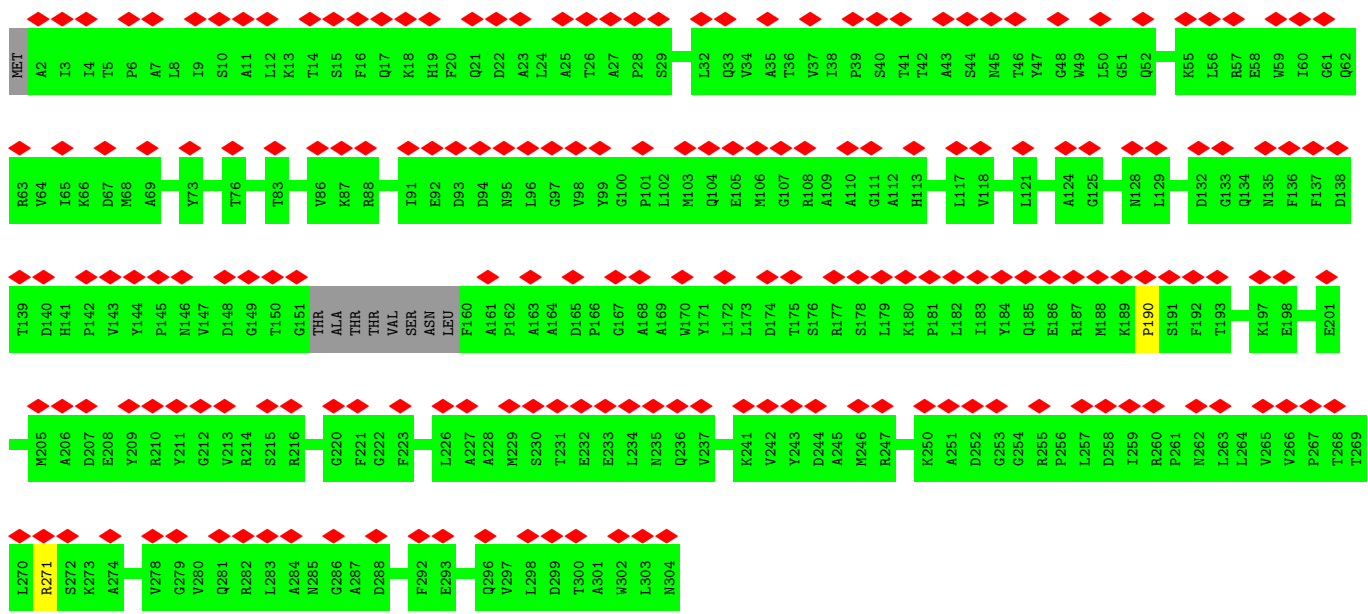 MET A2 I3 I4 T5 P6 A7 L8 I9 S10 A11 L12 K13 T14 S15 F16 Q17 K18 H19 F20 Q21 D22 A23 L24 A25 T26 A27 P28 S29 L32 Q33 V34 A35 T36 V37 I38 P39 S40 T41 T42 A43 S44 N45 T46 Y47 G48 W49 L50 G51 Q52 K55 L56 R57 E58 W59 I60 G61 Q62
R63 V64 I65 K66 D67 M68 A69 Y73 T76 T83 V86 K87 R88 I91 E92 D93 D94 N95 L96 G97 V98 Y99 G100 P101 L102 M103 Q104 E105 M106 G107 R108 A109 A110 G111 A112 H113 L117 V118 L121 A124 G125 N128 L129 D132 G133 Q134 N135 F136 F137 D138
T139 D140 H141 P142 V143 Y144 P145 N146 V147 D148 G149 T150 G151 THR ALA THR THR VAL SER ASN LEU F160 A161 P162 A163 A164 D165 P166 G167 A168 A169 W170 Y171 L172 L173 D174 T175 S176 R177 S178 L179 K180 P181 L182 I183 Y184 Q185 E186 R187 M188 K189 P190 S191 F192 T193 K197 E198 E201
M205 A206 D207 E208 Y209 R210 Y211 G212 V213 R214 S215 R216 G220 F221 G222 F223 L226 A227 A228 M229 S230 T231 E232 E233 L234 N235 Q236 V237 K241 V242 Y243 D244 A245 M246 R247 K250 A251 D252 G253 G254 R255 P256 L257 D258 I259 R260 P261 N262 L263 L264 V265 V266 P267 T268 T269
L270 R271 S272 K273 A274 V278 G279 V280 Q281 R282 L283 A284 N285 G286 A287 D288 F292 E293 Q296 V297 L298 D299 T300 A301 W302 L303 N304